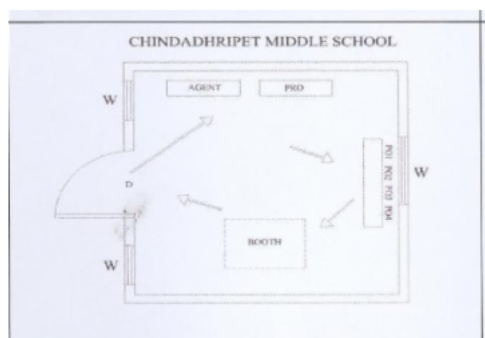 CHINDADHRIPET MIDDLE SCHOOL
AGENT
PRO
W
W
PO1
PO2
PO3
PO4
W
D
BOOTH
W